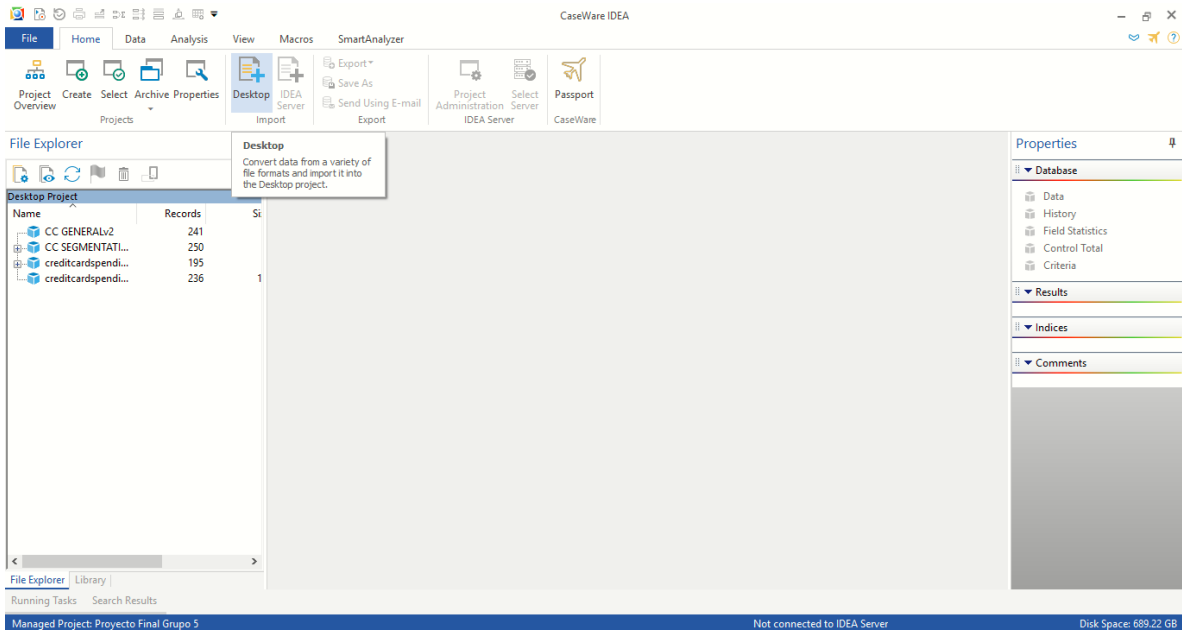 CaseWare IDEA
File Home Data Analysis View Macros SmartAnalyzer
Project Overview Create Select Archive Properties Desktop IDEA Server Export Save As Send Using E-mail Project Administration Select Server Passport
Projects Import Export IDEA Server CaseWare
File Explorer
Desktop
Convert data from a variety of
file formats and import it into
the Desktop project.
Desktop Project
Name Records Si
CC GENERALv2 241
CC SEGMENTATI... 250
creditcardspendi... 195
creditcardspendi... 236 1
File Explorer Library
Running Tasks Search Results
Properties
Database
Data
History
Field Statistics
Control Total
Criteria
Results
Indices
Comments
Managed Project: Proyecto Final Grupo 5 Not connected to IDEA Server Disk Space: 689.22 GB